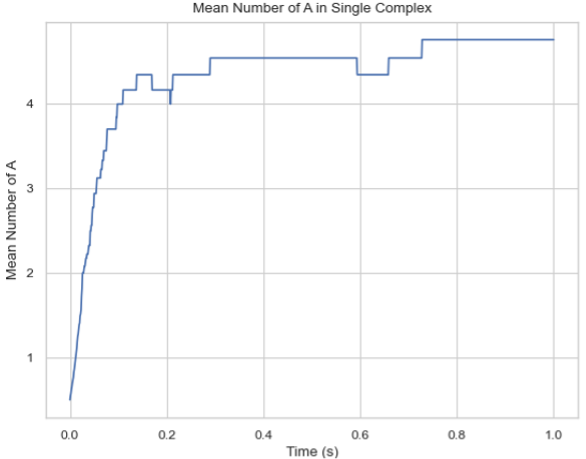 Mean Number of A in Single Complex
Mean Number of A
4
3
2
1
0.0 0.2 0.4 0.6 0.8 1.0
Time (s)